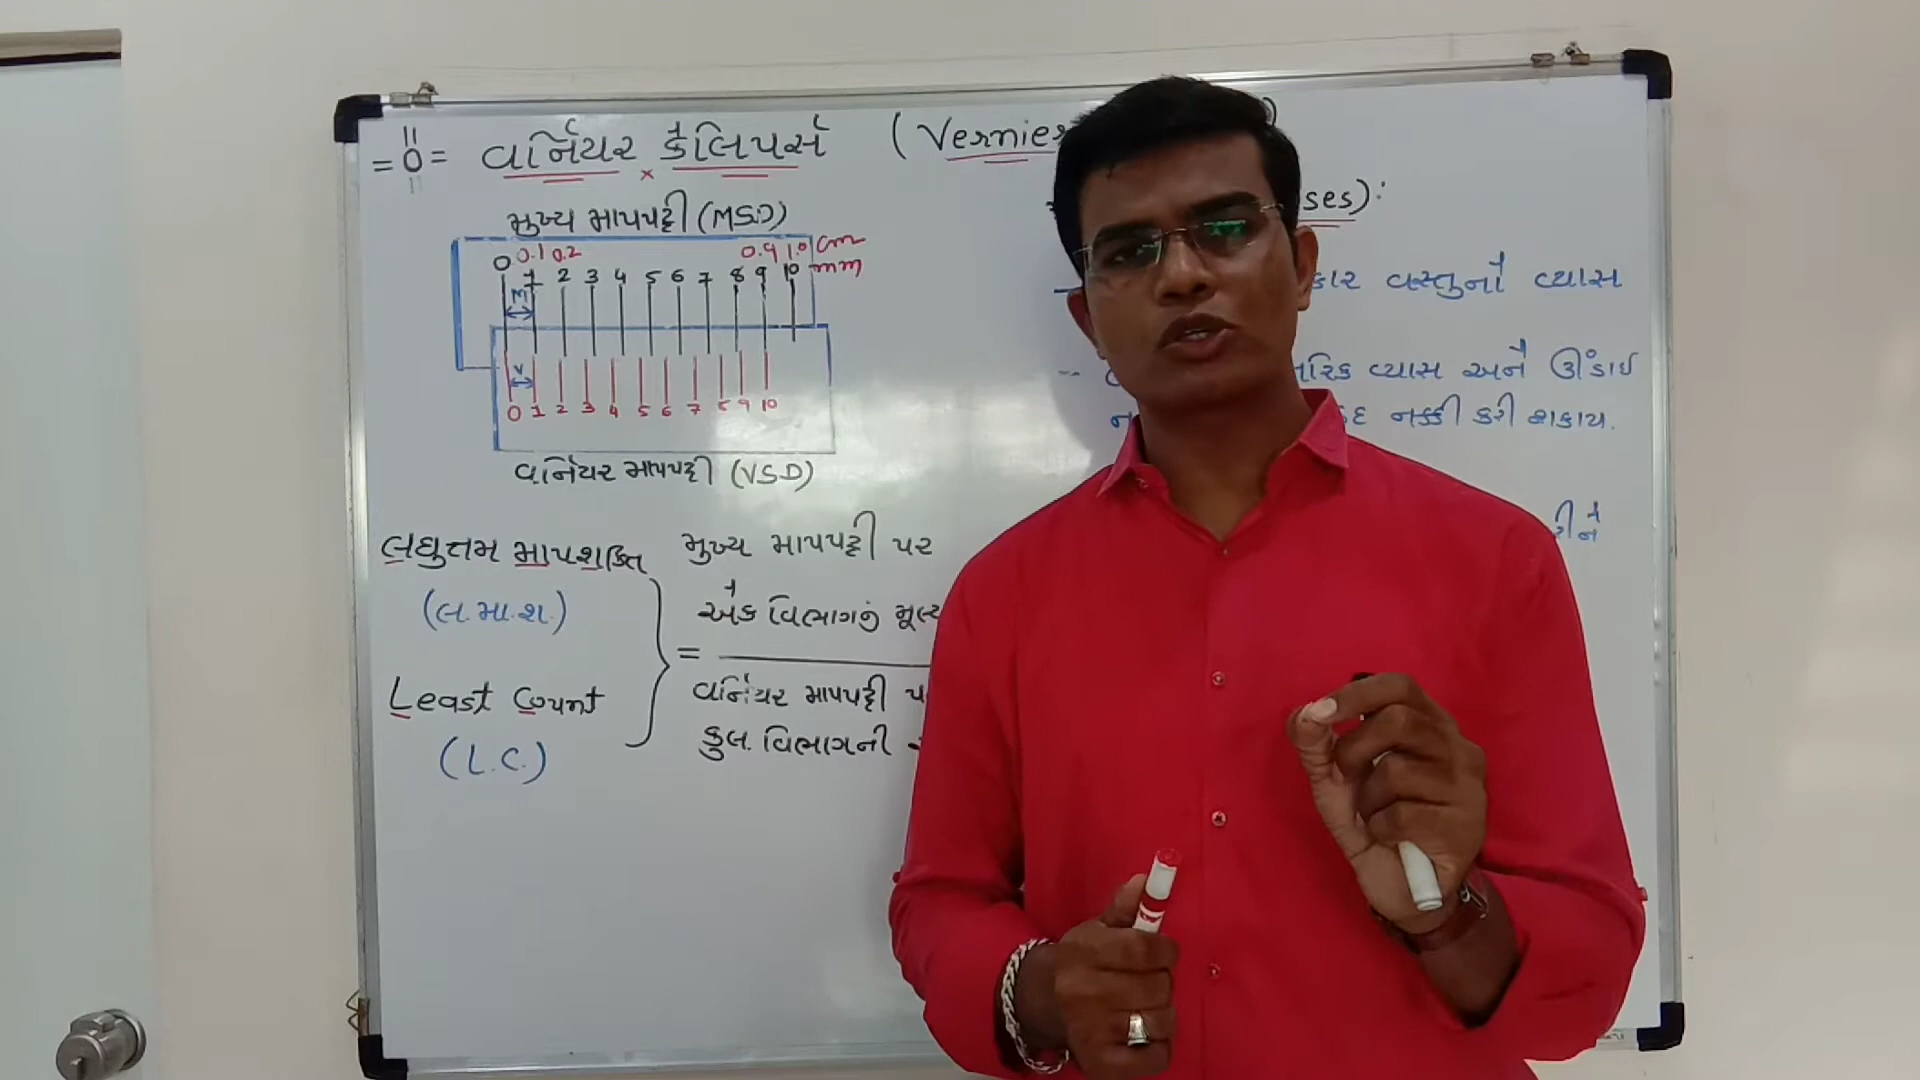 = 0 = વર્નિયર કૅલિપર્સ (Vernier
મુખ્ય માપપટ્ટી (MSD)
0.1 0.2 0.9 1.0 cm
0 1 2 3 4 5 6 7 8 9 10 mm
M
V
0 1 2 3 4 5 6 7 8 9 10
વર્નિયર માપપટ્ટી (VSD)
લઘુત્તમ માપશક્તિ
(લ.મા.શ.)
Least Count
(L.C.)
=
મુખ્ય માપપટ્ટી પર
એક વિભાગનું
વર્નિયર માપપટ્ટી
કુલ વિભાગની
ses):
કાર વસ્તુનો વ્યાસ
- વ્યાસ અને ઊંડાઈ
નક્કી કરી શકાય.